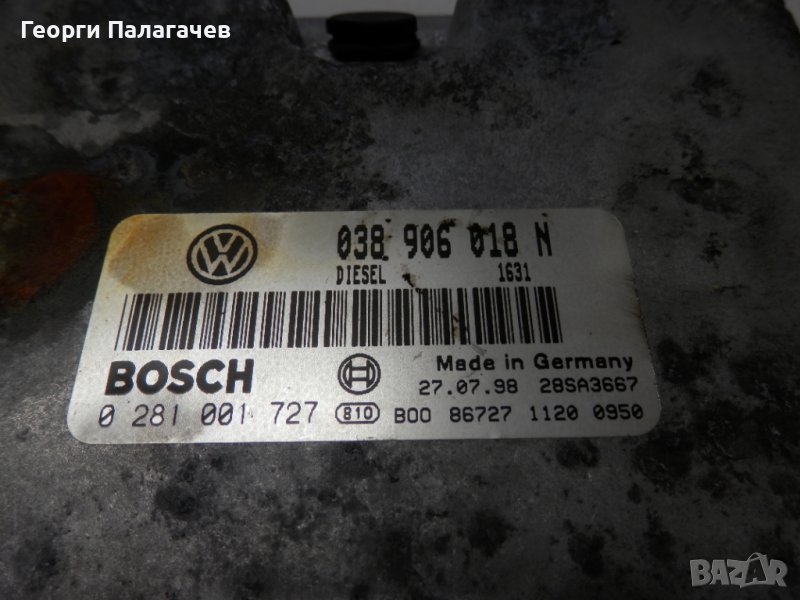 Георги Палагачев
038 906 018 N
DIESEL 1631
BOSCH
Made in Germany
27.07.98 28SA3667
0 281 001 727 810 B00 86727 1120 0950
BAZAR